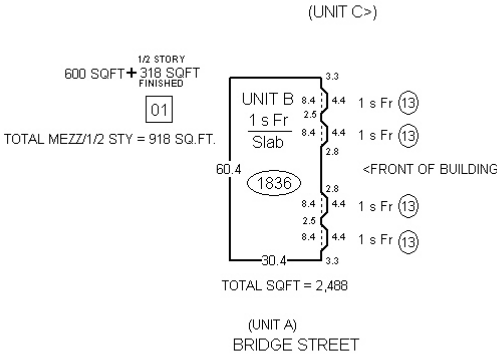 (UNIT C>)
1/2 STORY
600 SQFT+318 SQFT
FINISHED
01
TOTAL MEZZ/1/2 STY = 918 SQ.FT.
3.3
UNIT B
8.4 4.4 1 s Fr 13
1 s Fr
2.5
Slab
8.4 4.4 1 s Fr 13
2.8
60.4
<FRONT OF BUILDING
1836
2.8
8.4 4.4 1 s Fr 13
2.5
8.4 4.4 1 s Fr 13
30.4
3.3
TOTAL SQFT = 2,488
(UNIT A)
BRIDGE STREET